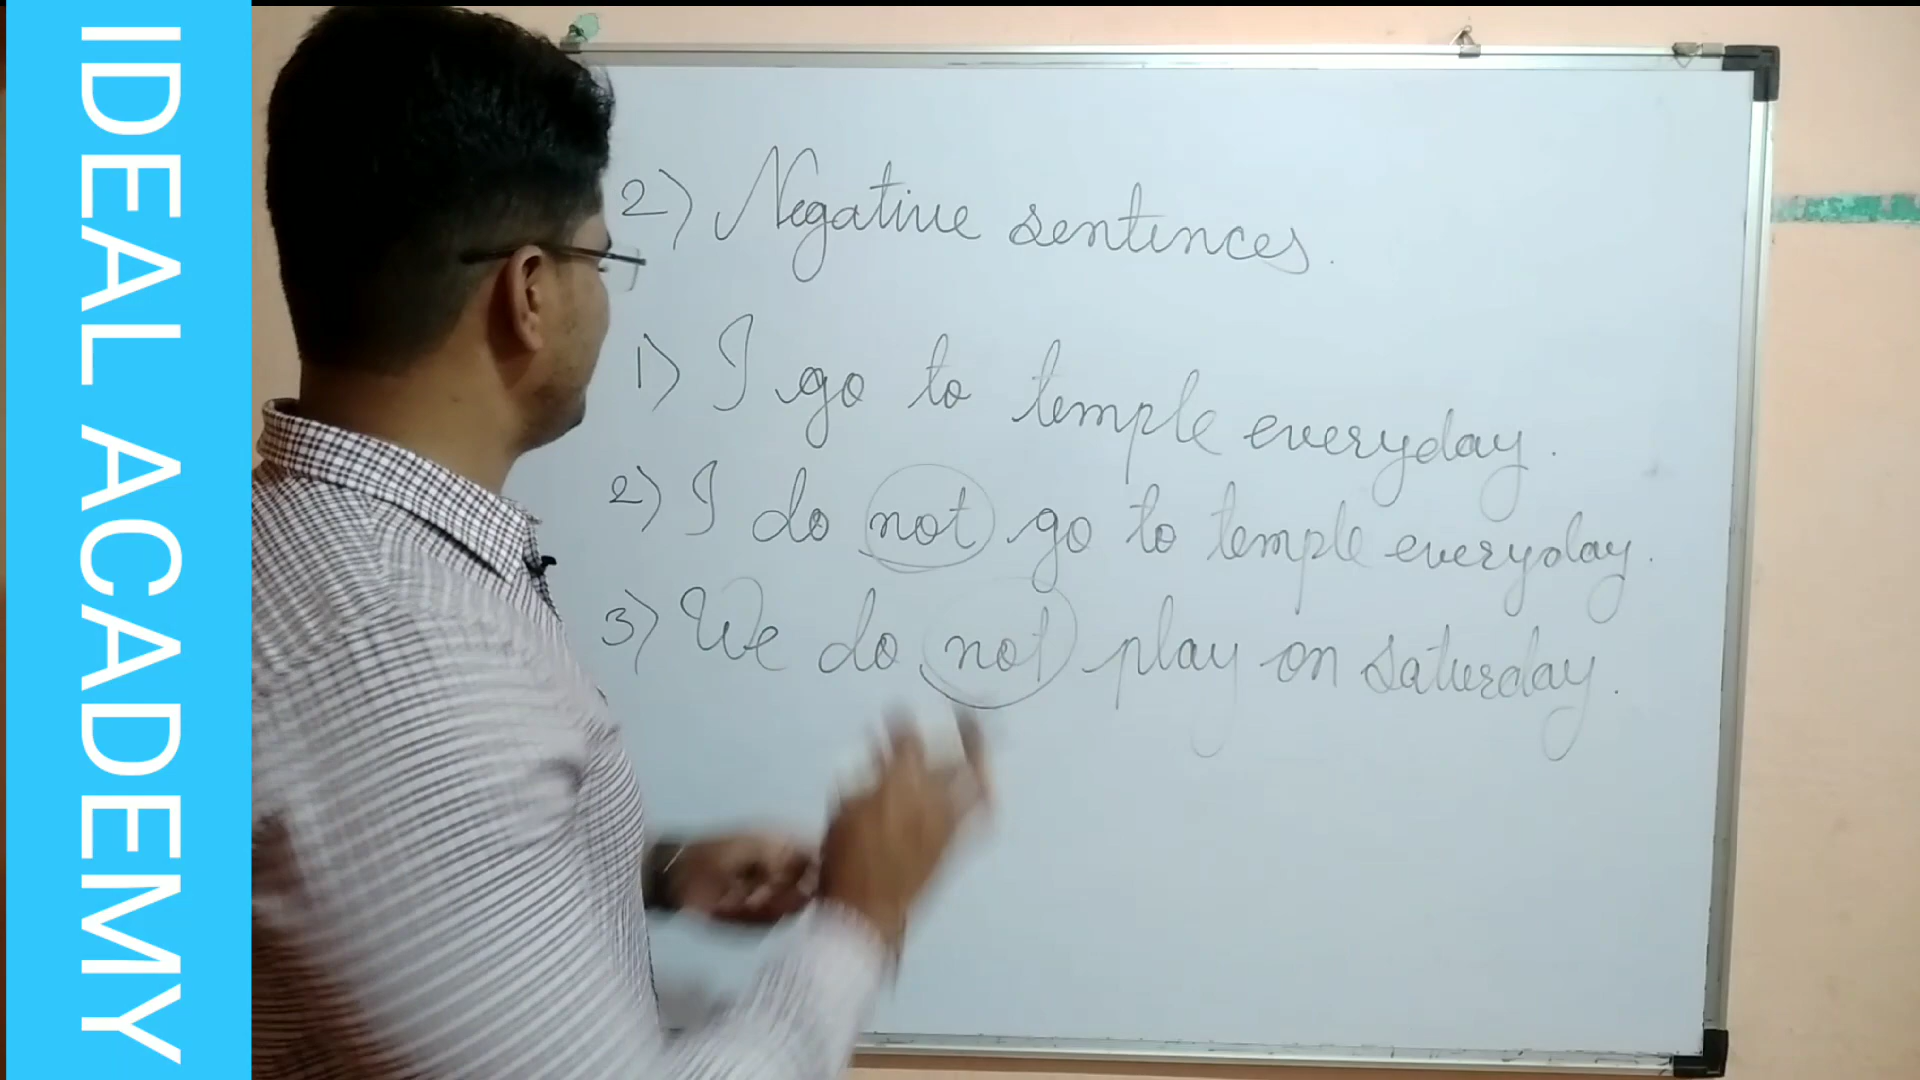 IDEAL ACADEMY
2) Negative sentences.
1) I go to temple everyday.
2) I do not go to temple everyday.
3) We do not play on saturday.